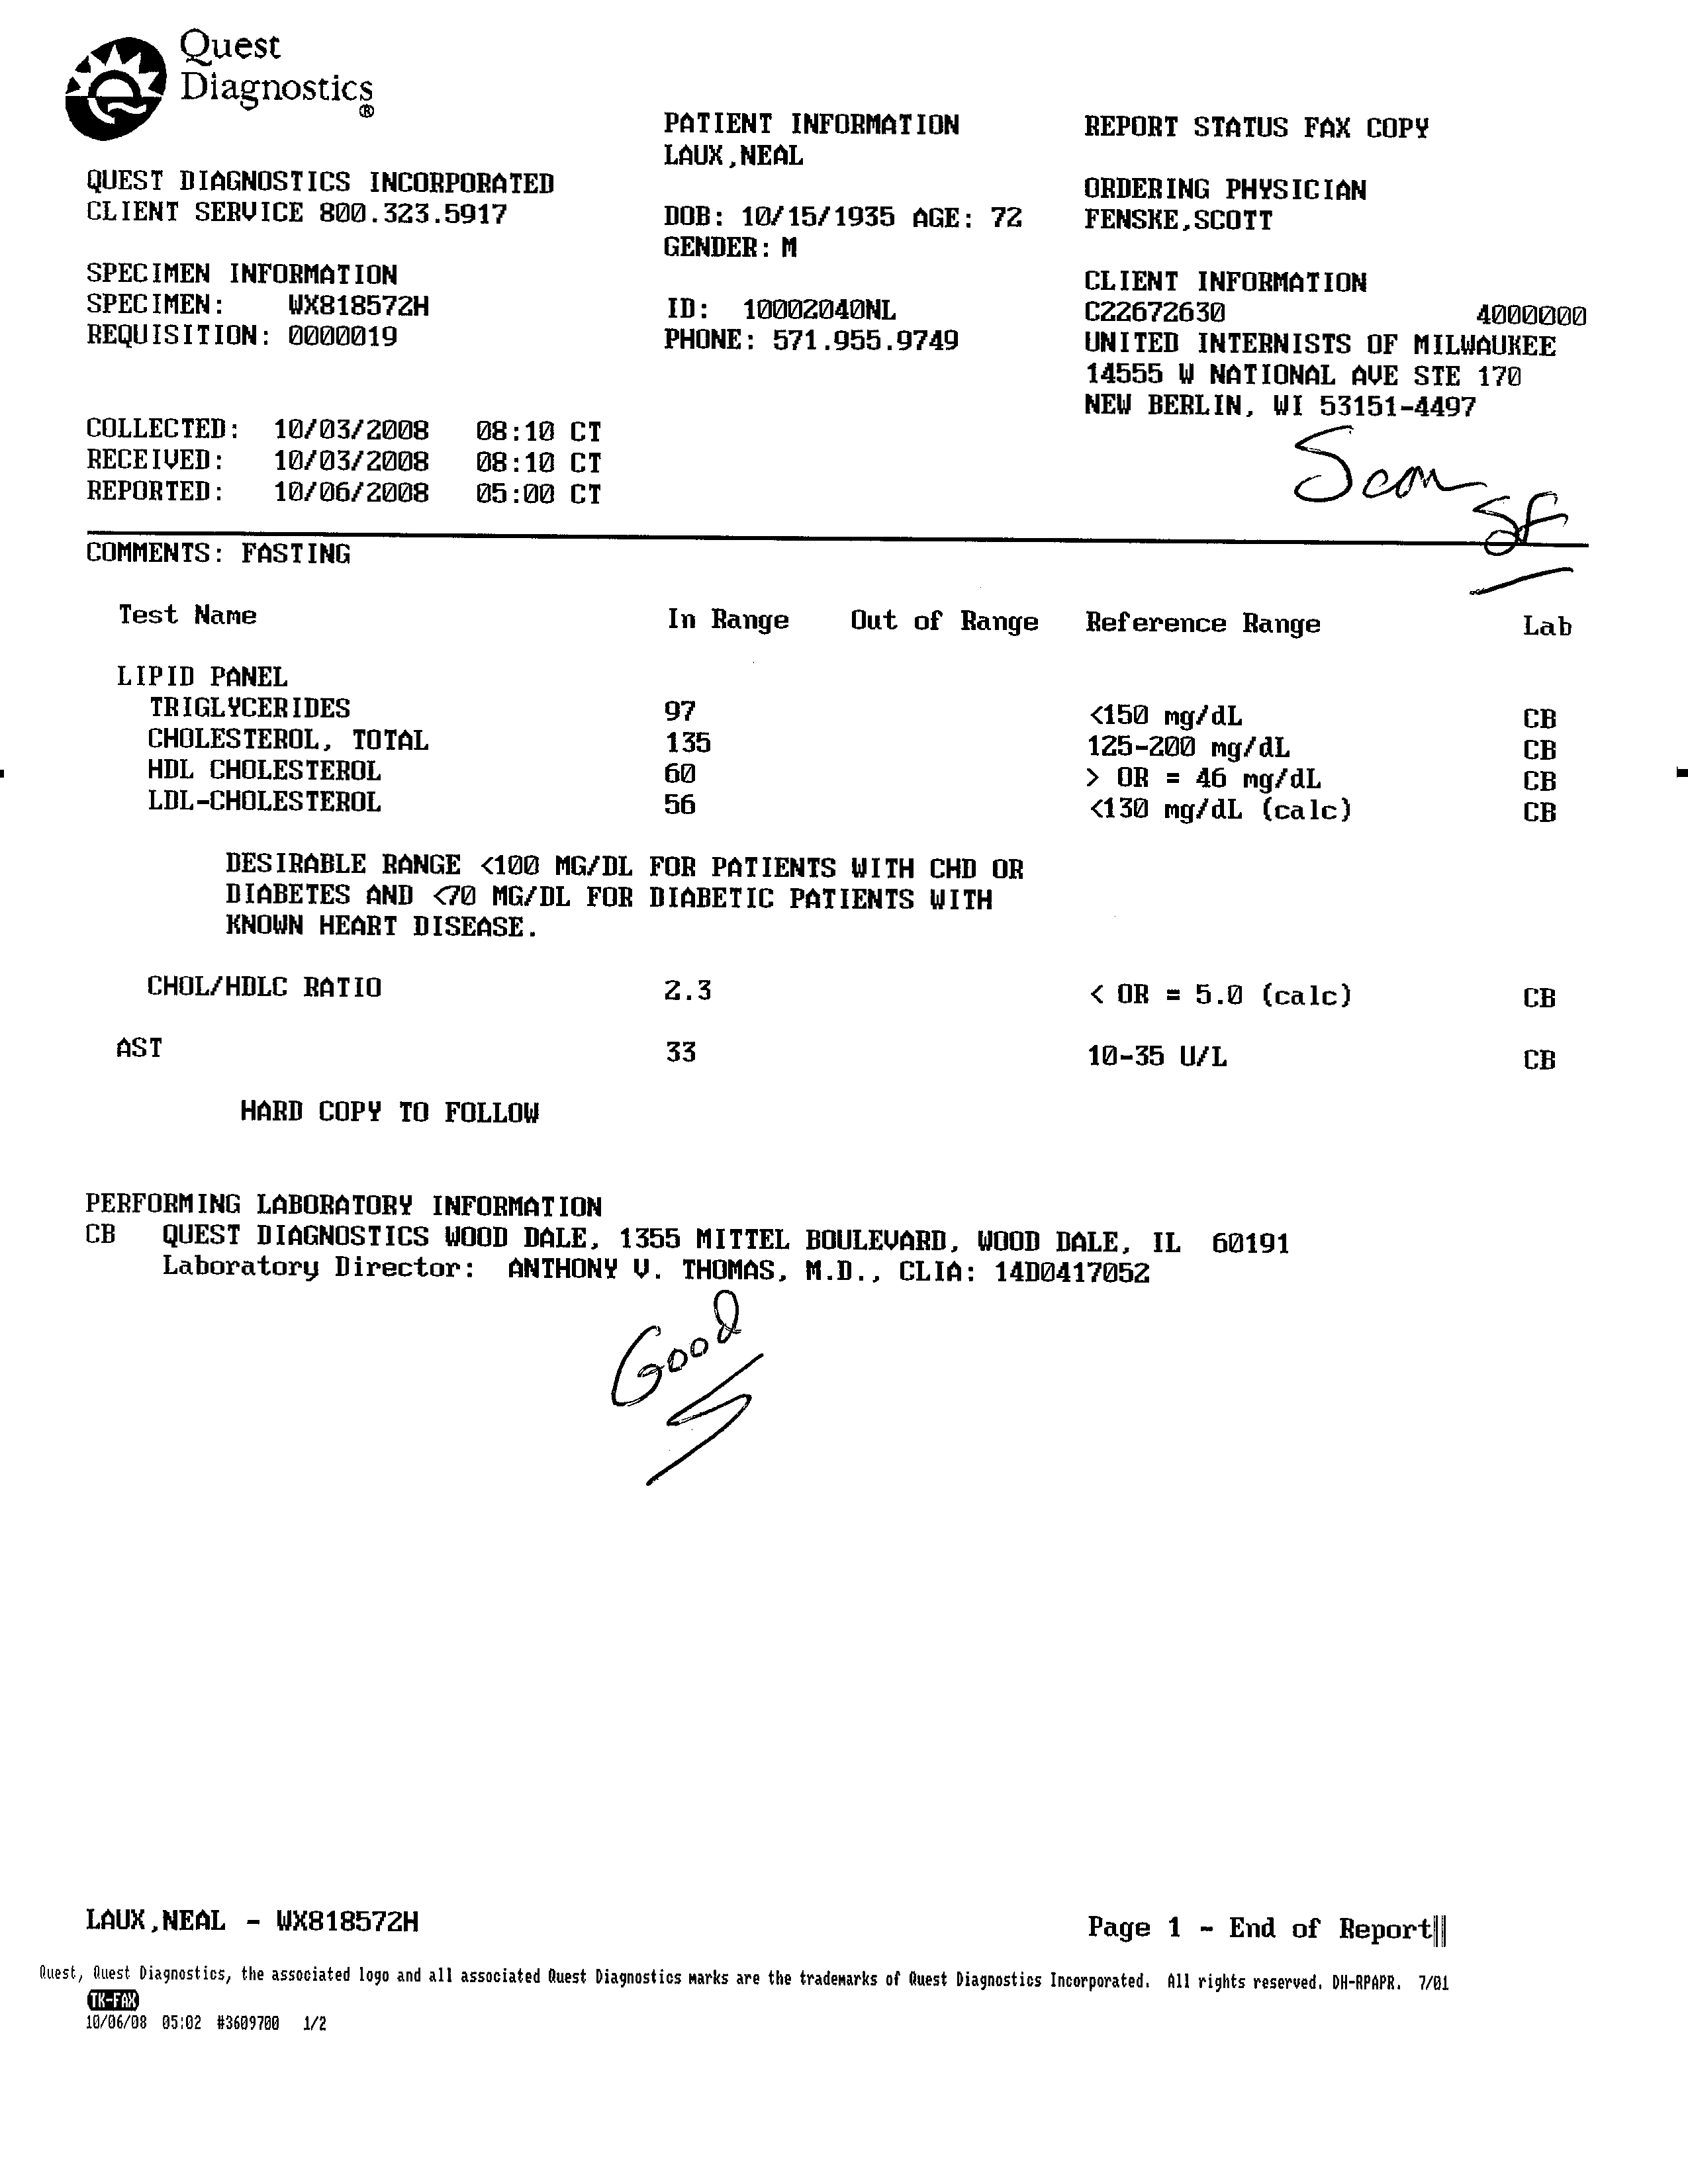 Quest
Diagnostics
®
QUEST DIAGNOSTICS INCORPORATED
CLIENT SERVICE 800.323.5917
SPECIMEN INFORMATION
SPECIMEN: WX818572H
REQUISITION: 0000019
COLLECTED: 10/03/2008 08:10 CT
RECEIVED: 10/03/2008 08:10 CT
REPORTED: 10/06/2008 05:00 CT
PATIENT INFORMATION
LAUX,NEAL
DOB: 10/15/1935 AGE: 72
GENDER: M
ID: 10002040NL
PHONE: 571.955.9749
REPORT STATUS FAX COPY
ORDERING PHYSICIAN
FENSKE,SCOTT
CLIENT INFORMATION
C22672630 4000000
UNITED INTERNISTS OF MILWAUKEE
14555 W NATIONAL AVE STE 170
NEW BERLIN, WI 53151-4497
Scan
SF
COMMENTS: FASTING
Test Name In Range Out of Range Reference Range Lab
LIPID PANEL
TRIGLYCERIDES 97 <150 mg/dL CB
CHOLESTEROL, TOTAL 135 125-200 mg/dL CB
HDL CHOLESTEROL 60 > OR = 46 mg/dL CB
LDL-CHOLESTEROL 56 <130 mg/dL (calc) CB
DESIRABLE RANGE <100 MG/DL FOR PATIENTS WITH CHD OR
DIABETES AND <70 MG/DL FOR DIABETIC PATIENTS WITH
KNOWN HEART DISEASE.
CHOL/HDLC RATIO 2.3 < OR = 5.0 (calc) CB
AST 33 10-35 U/L CB
HARD COPY TO FOLLOW
PERFORMING LABORATORY INFORMATION
CB QUEST DIAGNOSTICS WOOD DALE, 1355 MITTEL BOULEVARD, WOOD DALE, IL 60191
Laboratory Director: ANTHONY V. THOMAS, M.D., CLIA: 14D0417052
Good
LAUX,NEAL - WX818572H
Page 1 - End of Report
Quest, Quest Diagnostics, the associated logo and all associated Quest Diagnostics marks are the trademarks of Quest Diagnostics Incorporated. All rights reserved. DH-RPAPR. 7/01
TK-FAX
10/06/08 05:02 #3609700 1/2